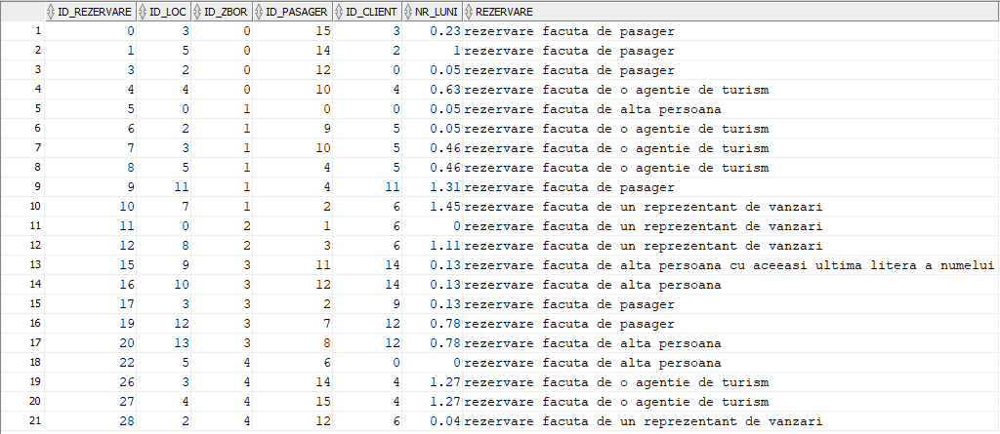 ID_REZERVARE ID_LOC ID_ZBOR ID_PASAGER ID_CLIENT NR_LUNI REZERVARE
1 0 3 0 15 3 0.23 rezervare facuta de pasager
2 1 5 0 14 2 1 rezervare facuta de pasager
3 3 2 0 12 0 0.05 rezervare facuta de pasager
4 4 4 0 10 4 0.63 rezervare facuta de o agentie de turism
5 5 0 1 0 0 0.05 rezervare facuta de alta persoana
6 6 2 1 9 5 0.05 rezervare facuta de o agentie de turism
7 7 3 1 10 5 0.46 rezervare facuta de o agentie de turism
8 8 5 1 4 5 0.46 rezervare facuta de o agentie de turism
9 9 11 1 4 11 1.31 rezervare facuta de pasager
10 10 7 1 2 6 1.45 rezervare facuta de un reprezentant de vanzari
11 11 0 2 1 6 0 rezervare facuta de un reprezentant de vanzari
12 12 8 2 3 6 1.11 rezervare facuta de un reprezentant de vanzari
13 15 9 3 11 14 0.13 rezervare facuta de alta persoana cu aceeasi ultima litera a numelui
14 16 10 3 12 14 0.13 rezervare facuta de alta persoana
15 17 3 3 2 9 0.13 rezervare facuta de pasager
16 19 12 3 7 12 0.78 rezervare facuta de pasager
17 20 13 3 8 12 0.78 rezervare facuta de alta persoana
18 22 5 4 6 0 0 rezervare facuta de alta persoana
19 26 3 4 14 4 1.27 rezervare facuta de o agentie de turism
20 27 4 4 15 4 1.27 rezervare facuta de o agentie de turism
21 28 2 4 12 6 0.04 rezervare facuta de un reprezentant de vanzari